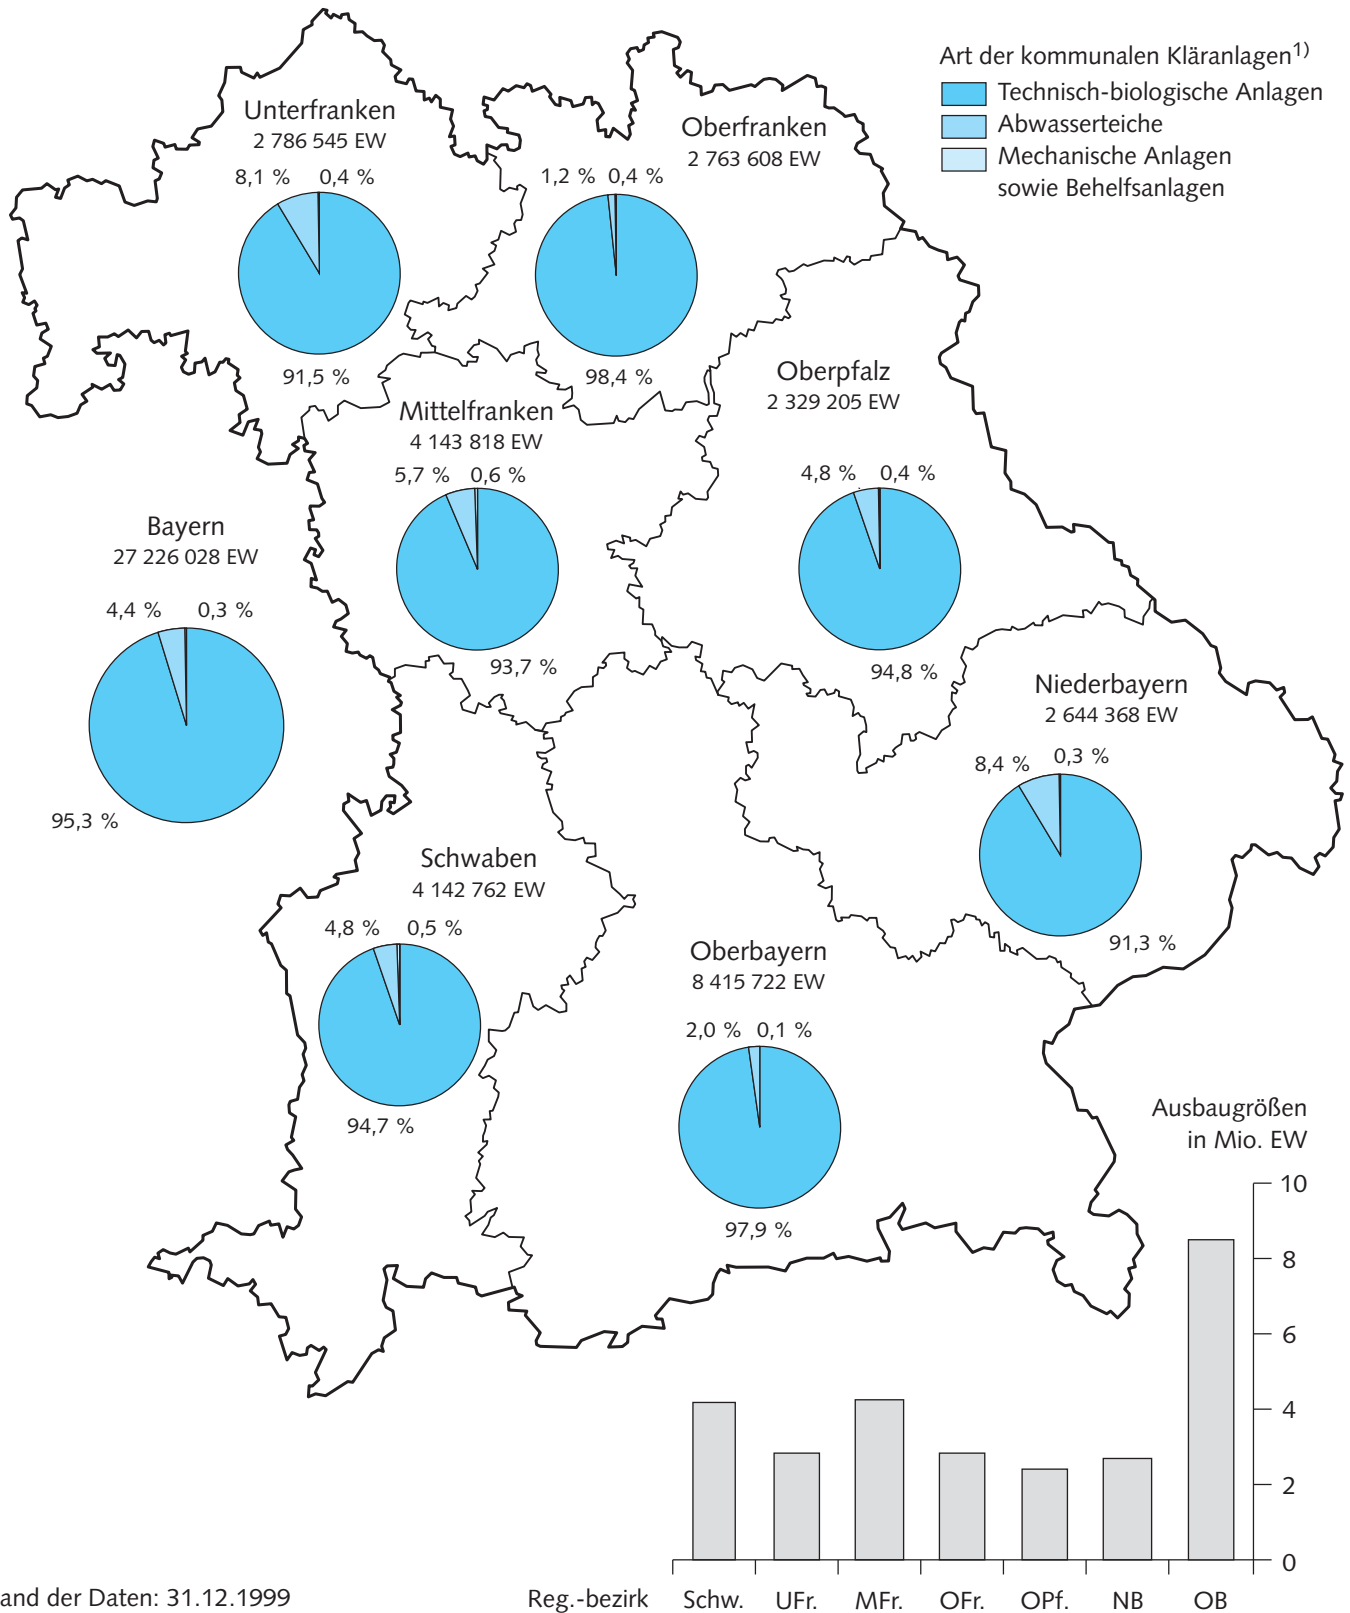 Art der kommunalen Kläranlagen1)
Technisch-biologische Anlagen
Abwasserteiche
Mechanische Anlagen
sowie Behelfsanlagen
Unterfranken
2 786 545 EW
8,1 % 0,4 %
91,5 %
Oberfranken
2 763 608 EW
1,2 % 0,4 %
98,4 %
Oberpfalz
2 329 205 EW
4,8 % 0,4 %
94,8 %
Mittelfranken
4 143 818 EW
5,7 % 0,6 %
93,7 %
Bayern
27 226 028 EW
4,4 % 0,3 %
95,3 %
Niederbayern
2 644 368 EW
8,4 % 0,3 %
91,3 %
Schwaben
4 142 762 EW
4,8 % 0,5 %
94,7 %
Oberbayern
8 415 722 EW
2,0 % 0,1 %
97,9 %
Ausbaugrößen
in Mio. EW
10
8
6
4
2
0
Reg.-bezirk Schw. UFr. MFr. OFr. OPf. NB OB
and der Daten: 31.12.1999